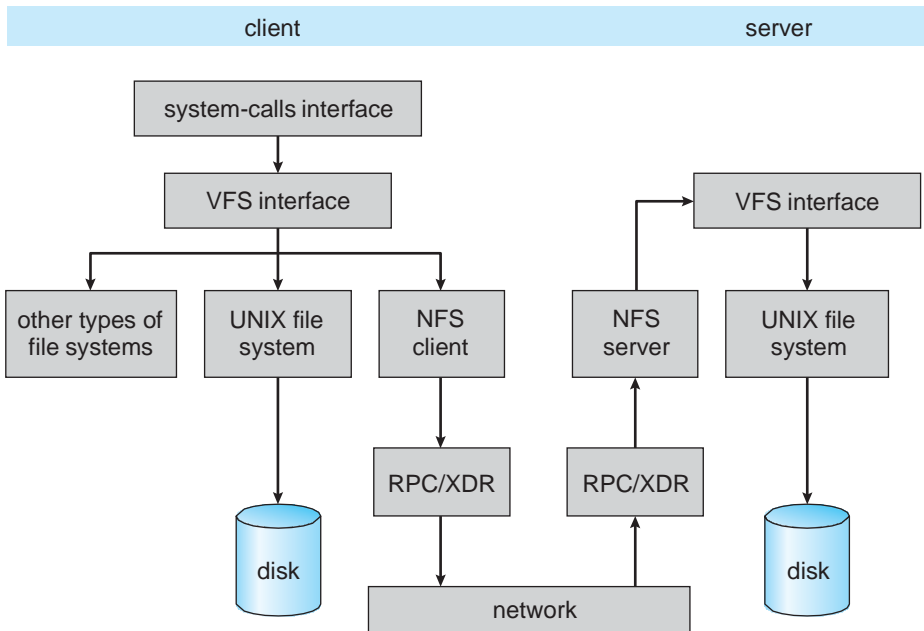 client
server
system-calls interface
VFS interface
VFS interface
other types of
file systems
UNIX file
system
NFS
client
NFS
server
UNIX file
system
RPC/XDR
RPC/XDR
disk
disk
network